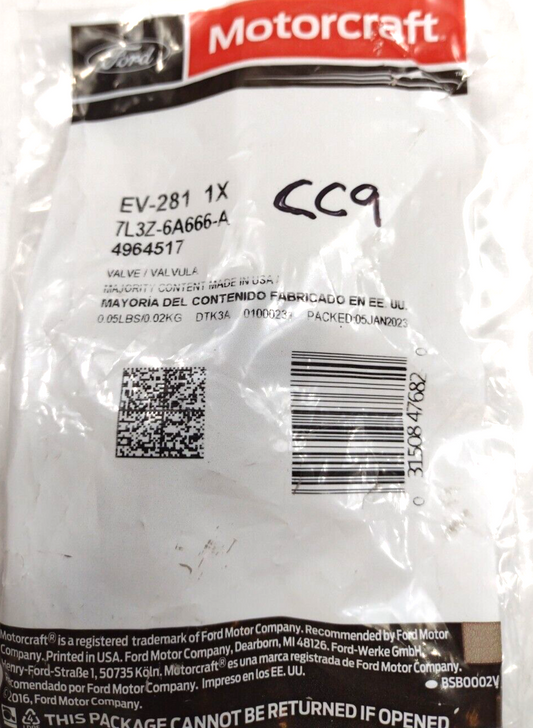 Ford
Motorcraft
EV-281 1X
CC9
7L3Z-6A666-A
4964517
VALVE / VALVULA
MAJORITY CONTENT MADE IN USA /
MAYORÍA DEL CONTENIDO FABRICADO EN EE. UU.
0.05LBS/0.02KG DTK3A PACKED:05JAN2023
0 31508 47682 0
Motorcraft® is a registered trademark of Ford Motor Company. Recommended by Ford Motor
Company. Printed in USA. Ford Motor Company, Dearborn, MI 48126. Ford-Werke GmbH,
Henry-Ford-Straße 1, 50735 Köln. Motorcraft® es una marca registrada de Ford Motor Company.
comendado por Ford Motor Company. Impreso en los EE. UU.
BSB0002V
©2016, Ford Motor Company.
THIS PACKAGE CANNOT BE RETURNED IF OPENED